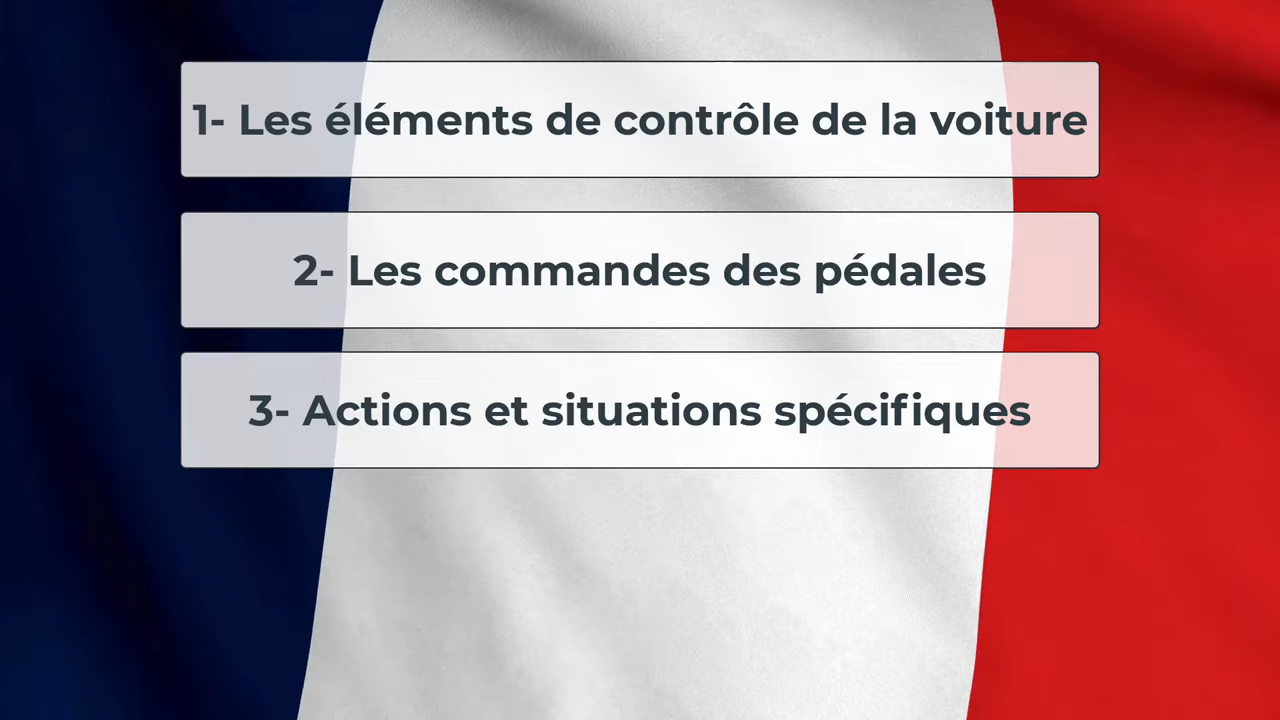 1- Les éléments de contrôle de la voiture
2- Les commandes des pédales
3- Actions et situations spécifiques